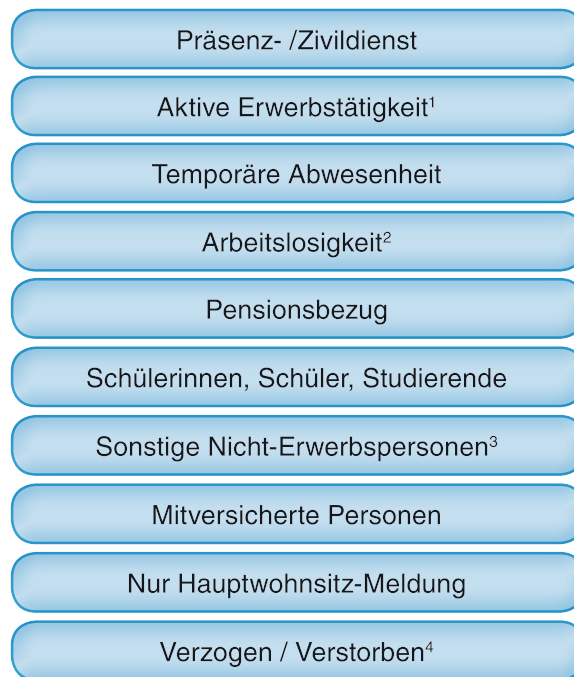 Präsenz- /Zivildienst
Aktive Erwerbstätigkeit¹
Temporäre Abwesenheit
Arbeitslosigkeit²
Pensionsbezug
Schülerinnen, Schüler, Studierende
Sonstige Nicht-Erwerbspersonen³
Mitversicherte Personen
Nur Hauptwohnsitz-Meldung
Verzogen / Verstorben⁴